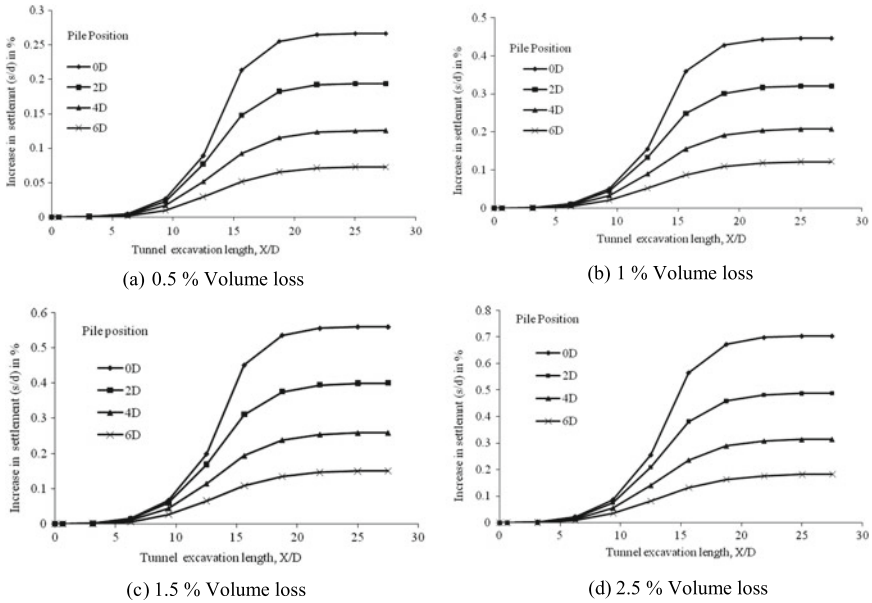 0.3
0.25
0.2
0.15
0.1
0.05
0
Increase in settlemnt (s/d) in %
Pile Position
0D
2D
4D
6D
0 5 10 15 20 25 30
Tunnel excavation length, X/D
(a) 0.5 % Volume loss
0.5
0.4
0.3
0.2
0.1
0
Increase in settlemnt (s/d) in %
Pile Position
0D
2D
4D
6D
0 5 10 15 20 25 30
Tunnel excavation length, X/D
(b) 1 % Volume loss
0.6
0.5
0.4
0.3
0.2
0.1
0
Increase in settlement (s/d) in %
Pile position
0D
2D
4D
6D
0 5 10 15 20 25 30
Tunnel excavation length, X/D
(c) 1.5 % Volume loss
0.8
0.7
0.6
0.5
0.4
0.3
0.2
0.1
0
Increase in settlemnt (s/d) in %
Pile Position
0D
2D
4D
6D
0 5 10 15 20 25 30
Tunnel excavation length, X/D
(d) 2.5 % Volume loss